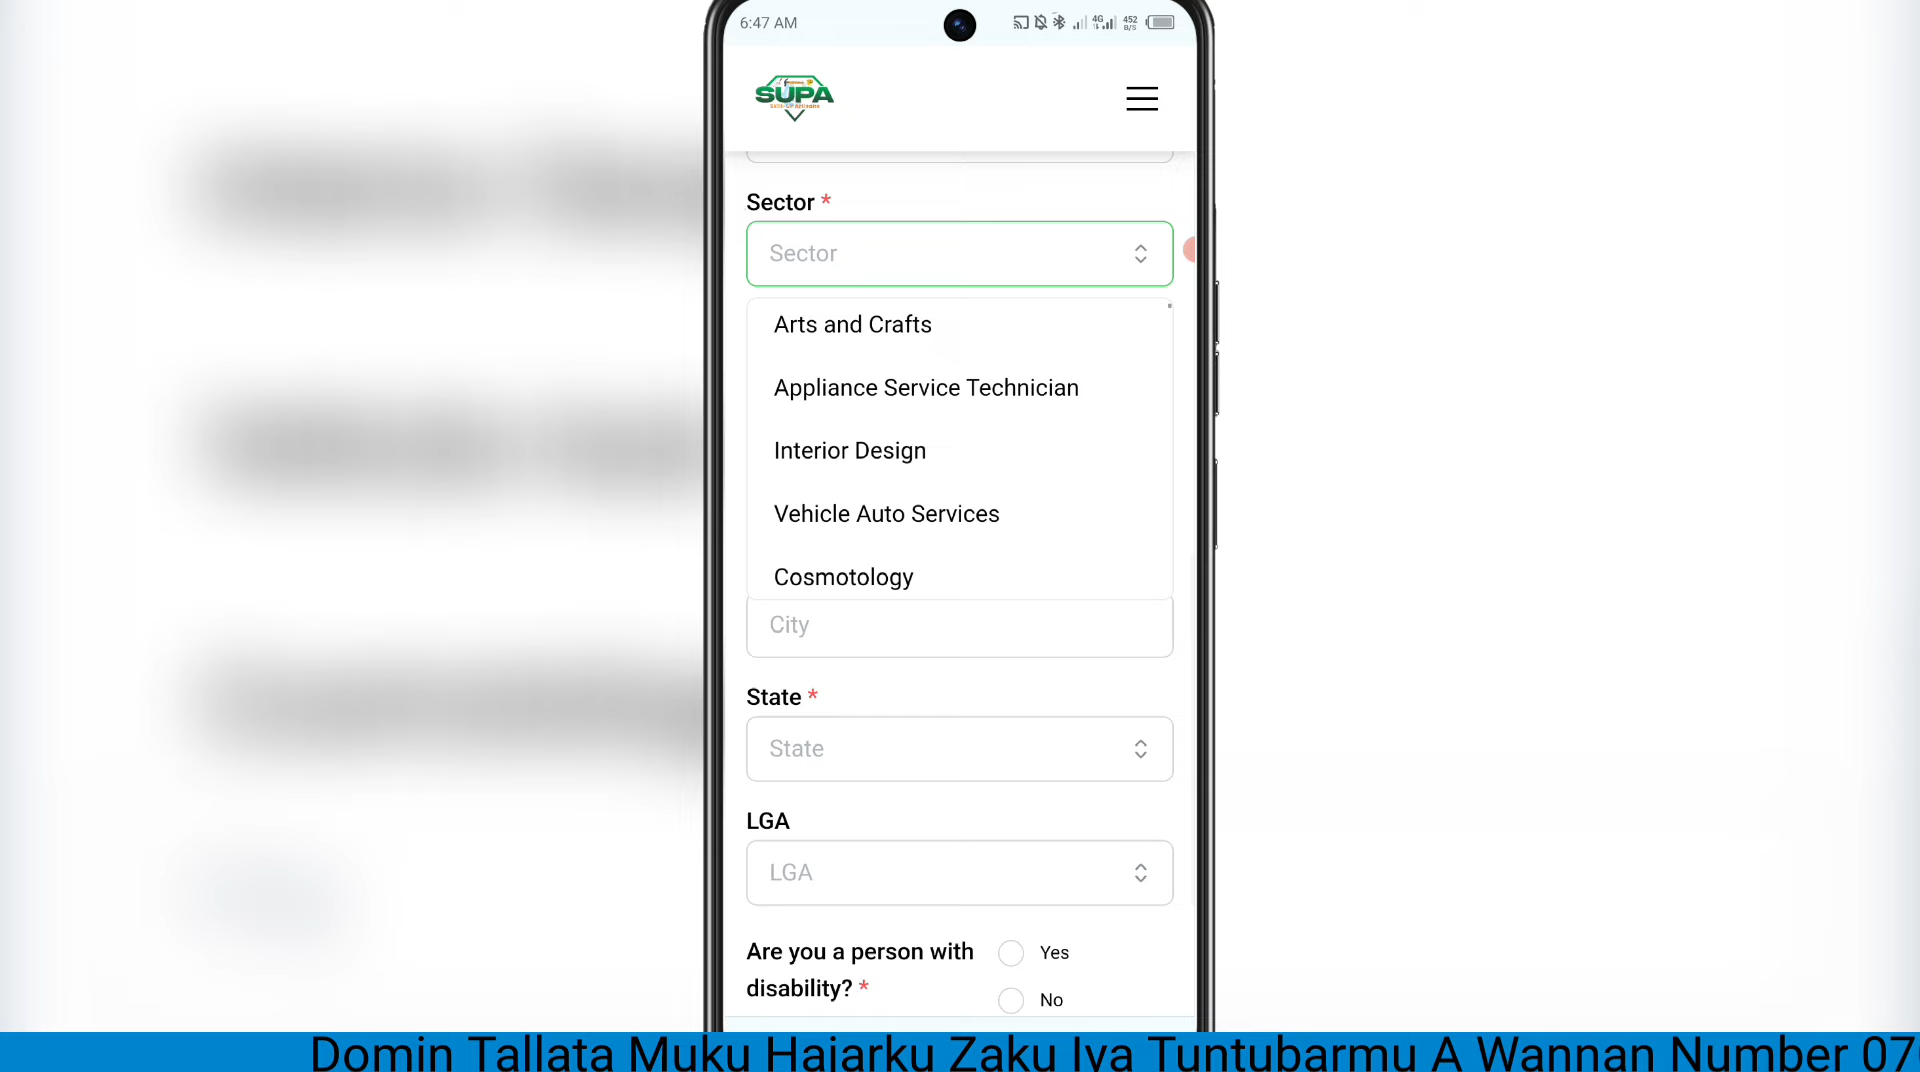 6:47 AM
4G
452
B/S
SUPA
Sector *
Sector
Arts and Crafts
Appliance Service Technician
Interior Design
Vehicle Auto Services
Cosmotology
City
State *
State
LGA
LGA
Are you a person with
disability? *
Yes
No
Domin Tallata Muku Hajarku Zaku Iya Tuntubarmu A Wannan Number 07